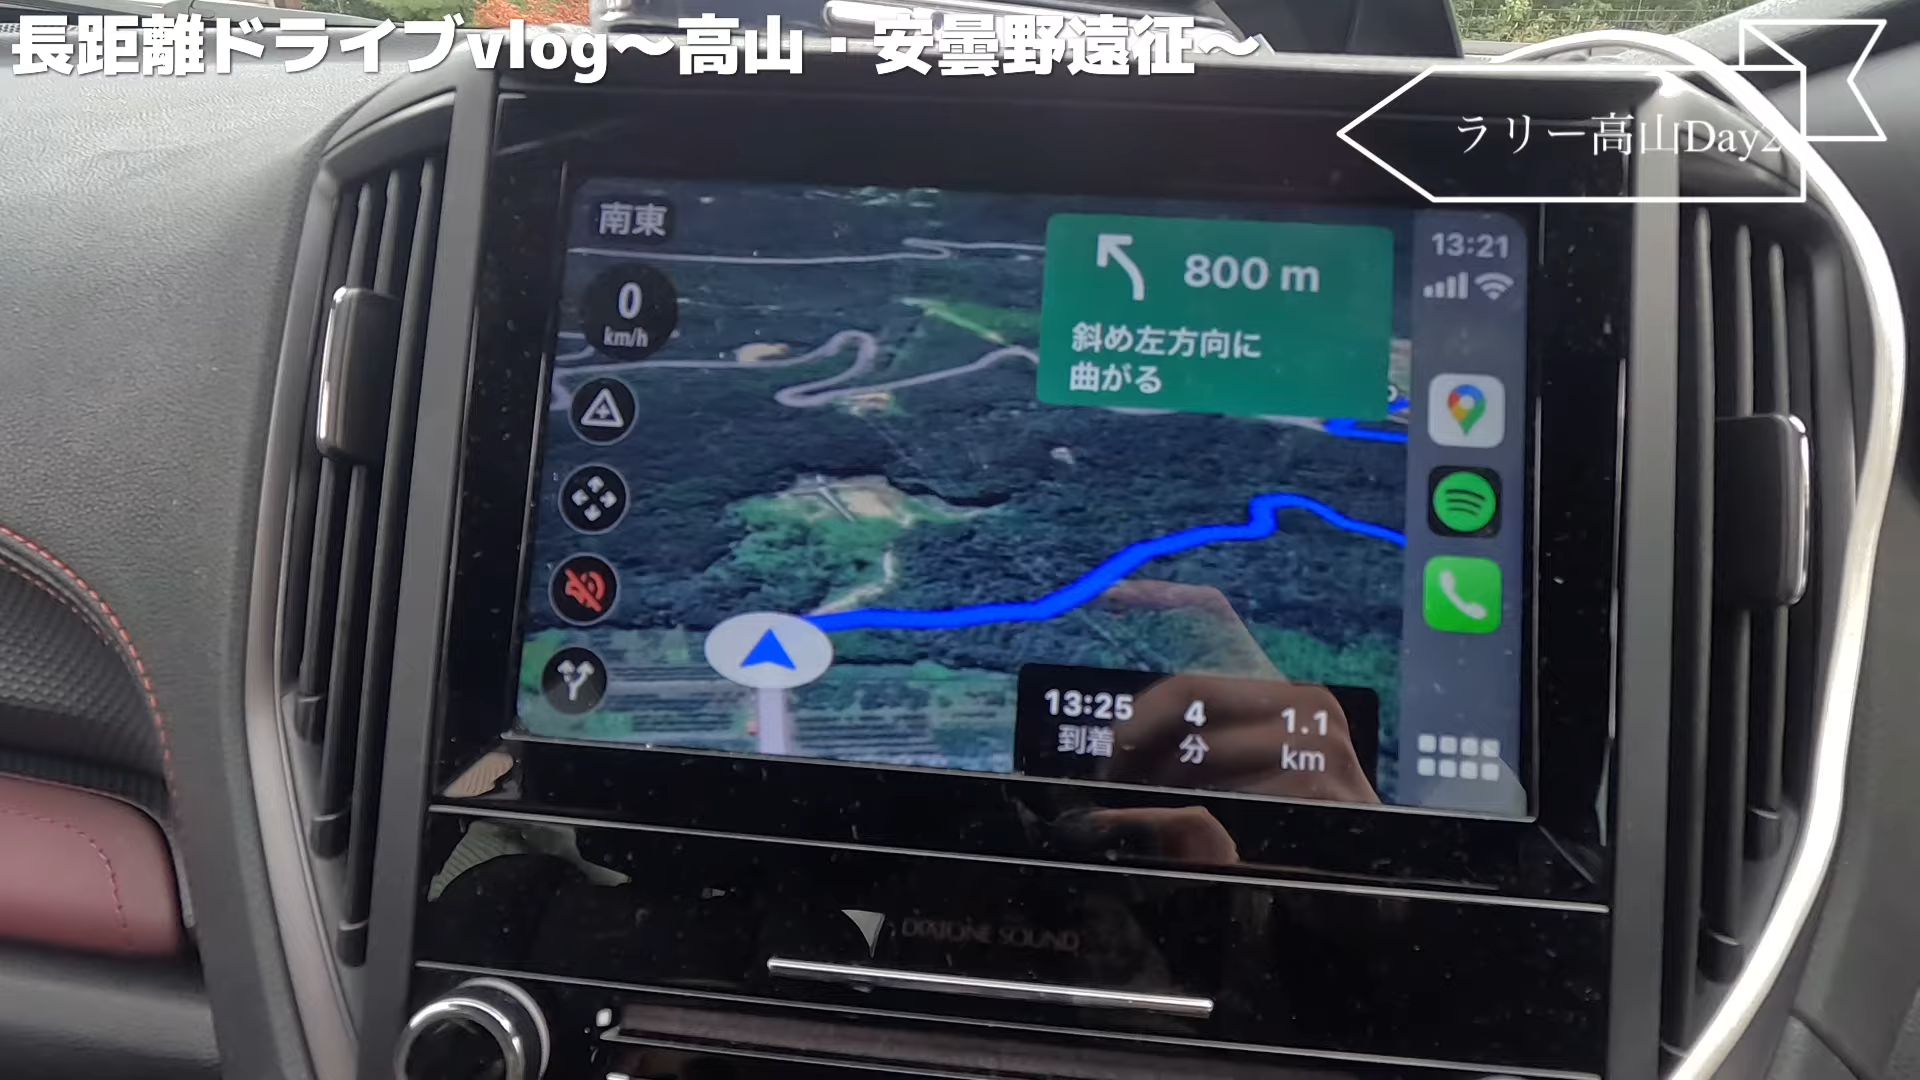 長距離ドライブvlog〜高山・安曇野遠征〜
ラリー高山Day2
南東
0
km/h
800 m
斜め左方向に
曲がる
13:21
13:25
到着
4
分
1.1
km
DIATONE SOUND